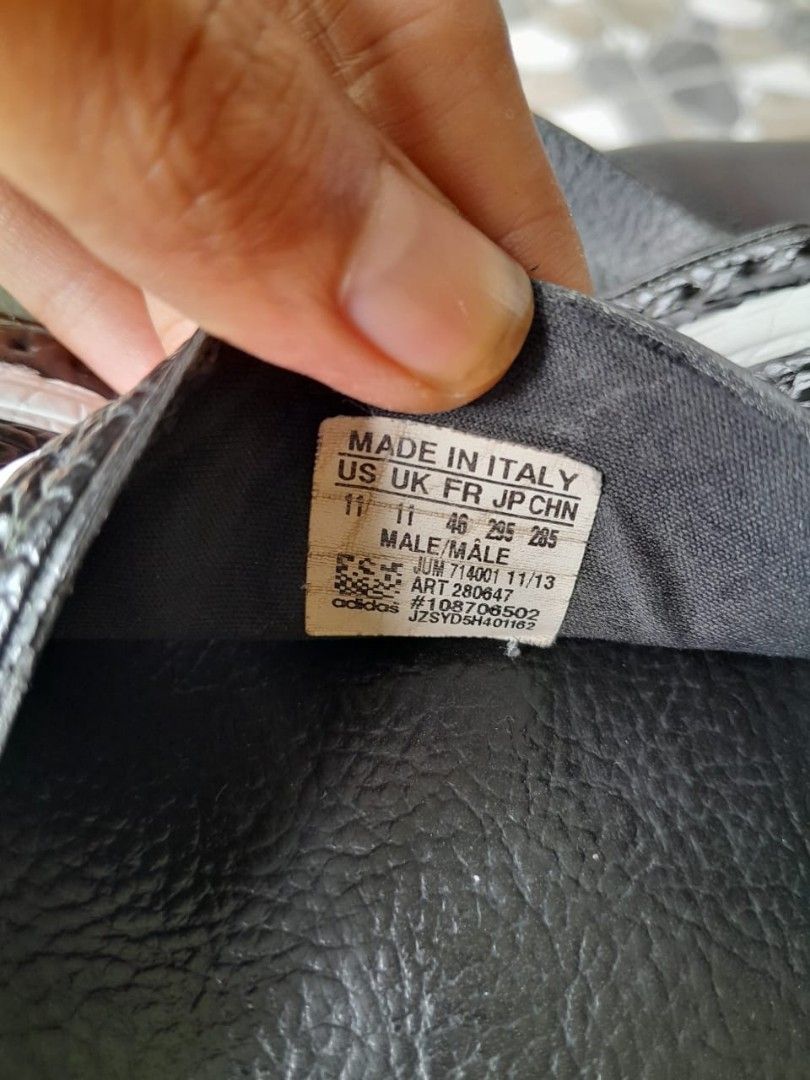 MADE IN ITALY
US UK FR JP CHN
11 11 46 295 285
MALE/MÂLE
JUM 714001 11/13
ART 280647
adidas #108706502
JZSYD5H401162